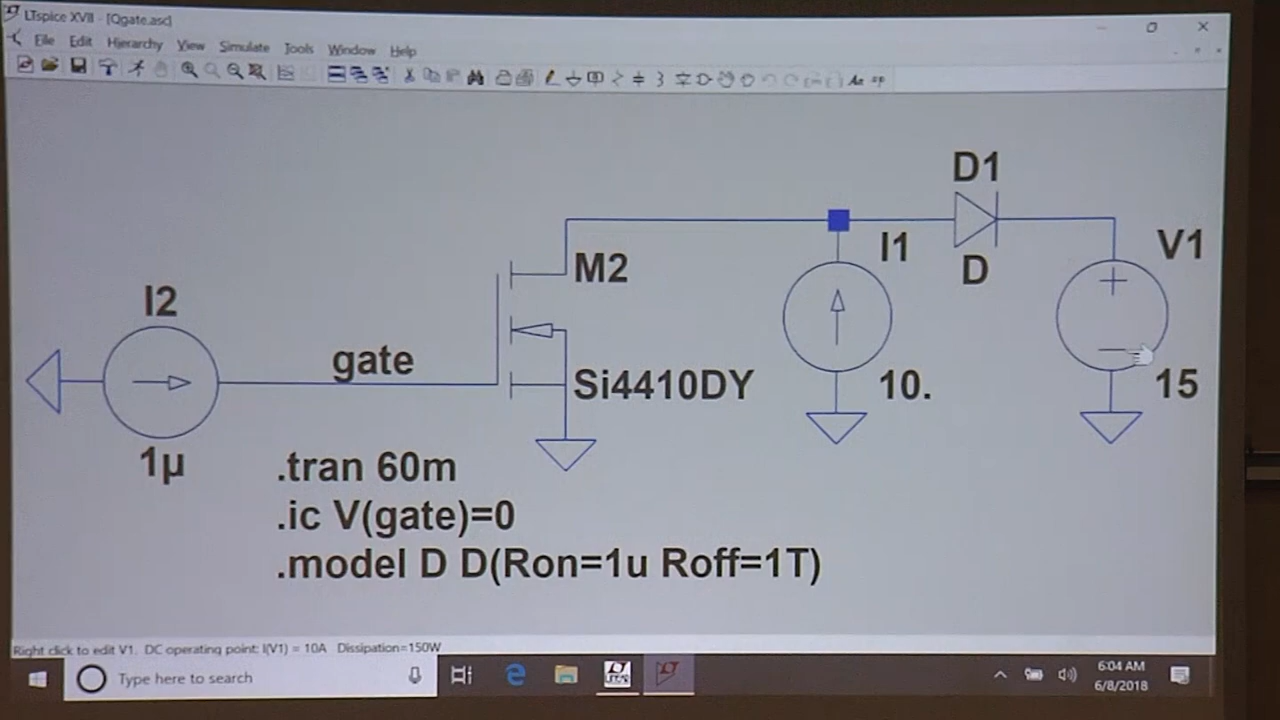 LTspice XVII - [Qgate.asc]
File Edit Hierarchy View Simulate Tools Window Help
D1
I1
V1
M2
D
I2
gate
Si4410DY
10.
15
1µ
.tran 60m
.ic V(gate)=0
.model D D(Ron=1u Roff=1T)
Right click to edit V1. DC operating point: I(V1) = 10A Dissipation=150W
Type here to search
6:04 AM
6/8/2018